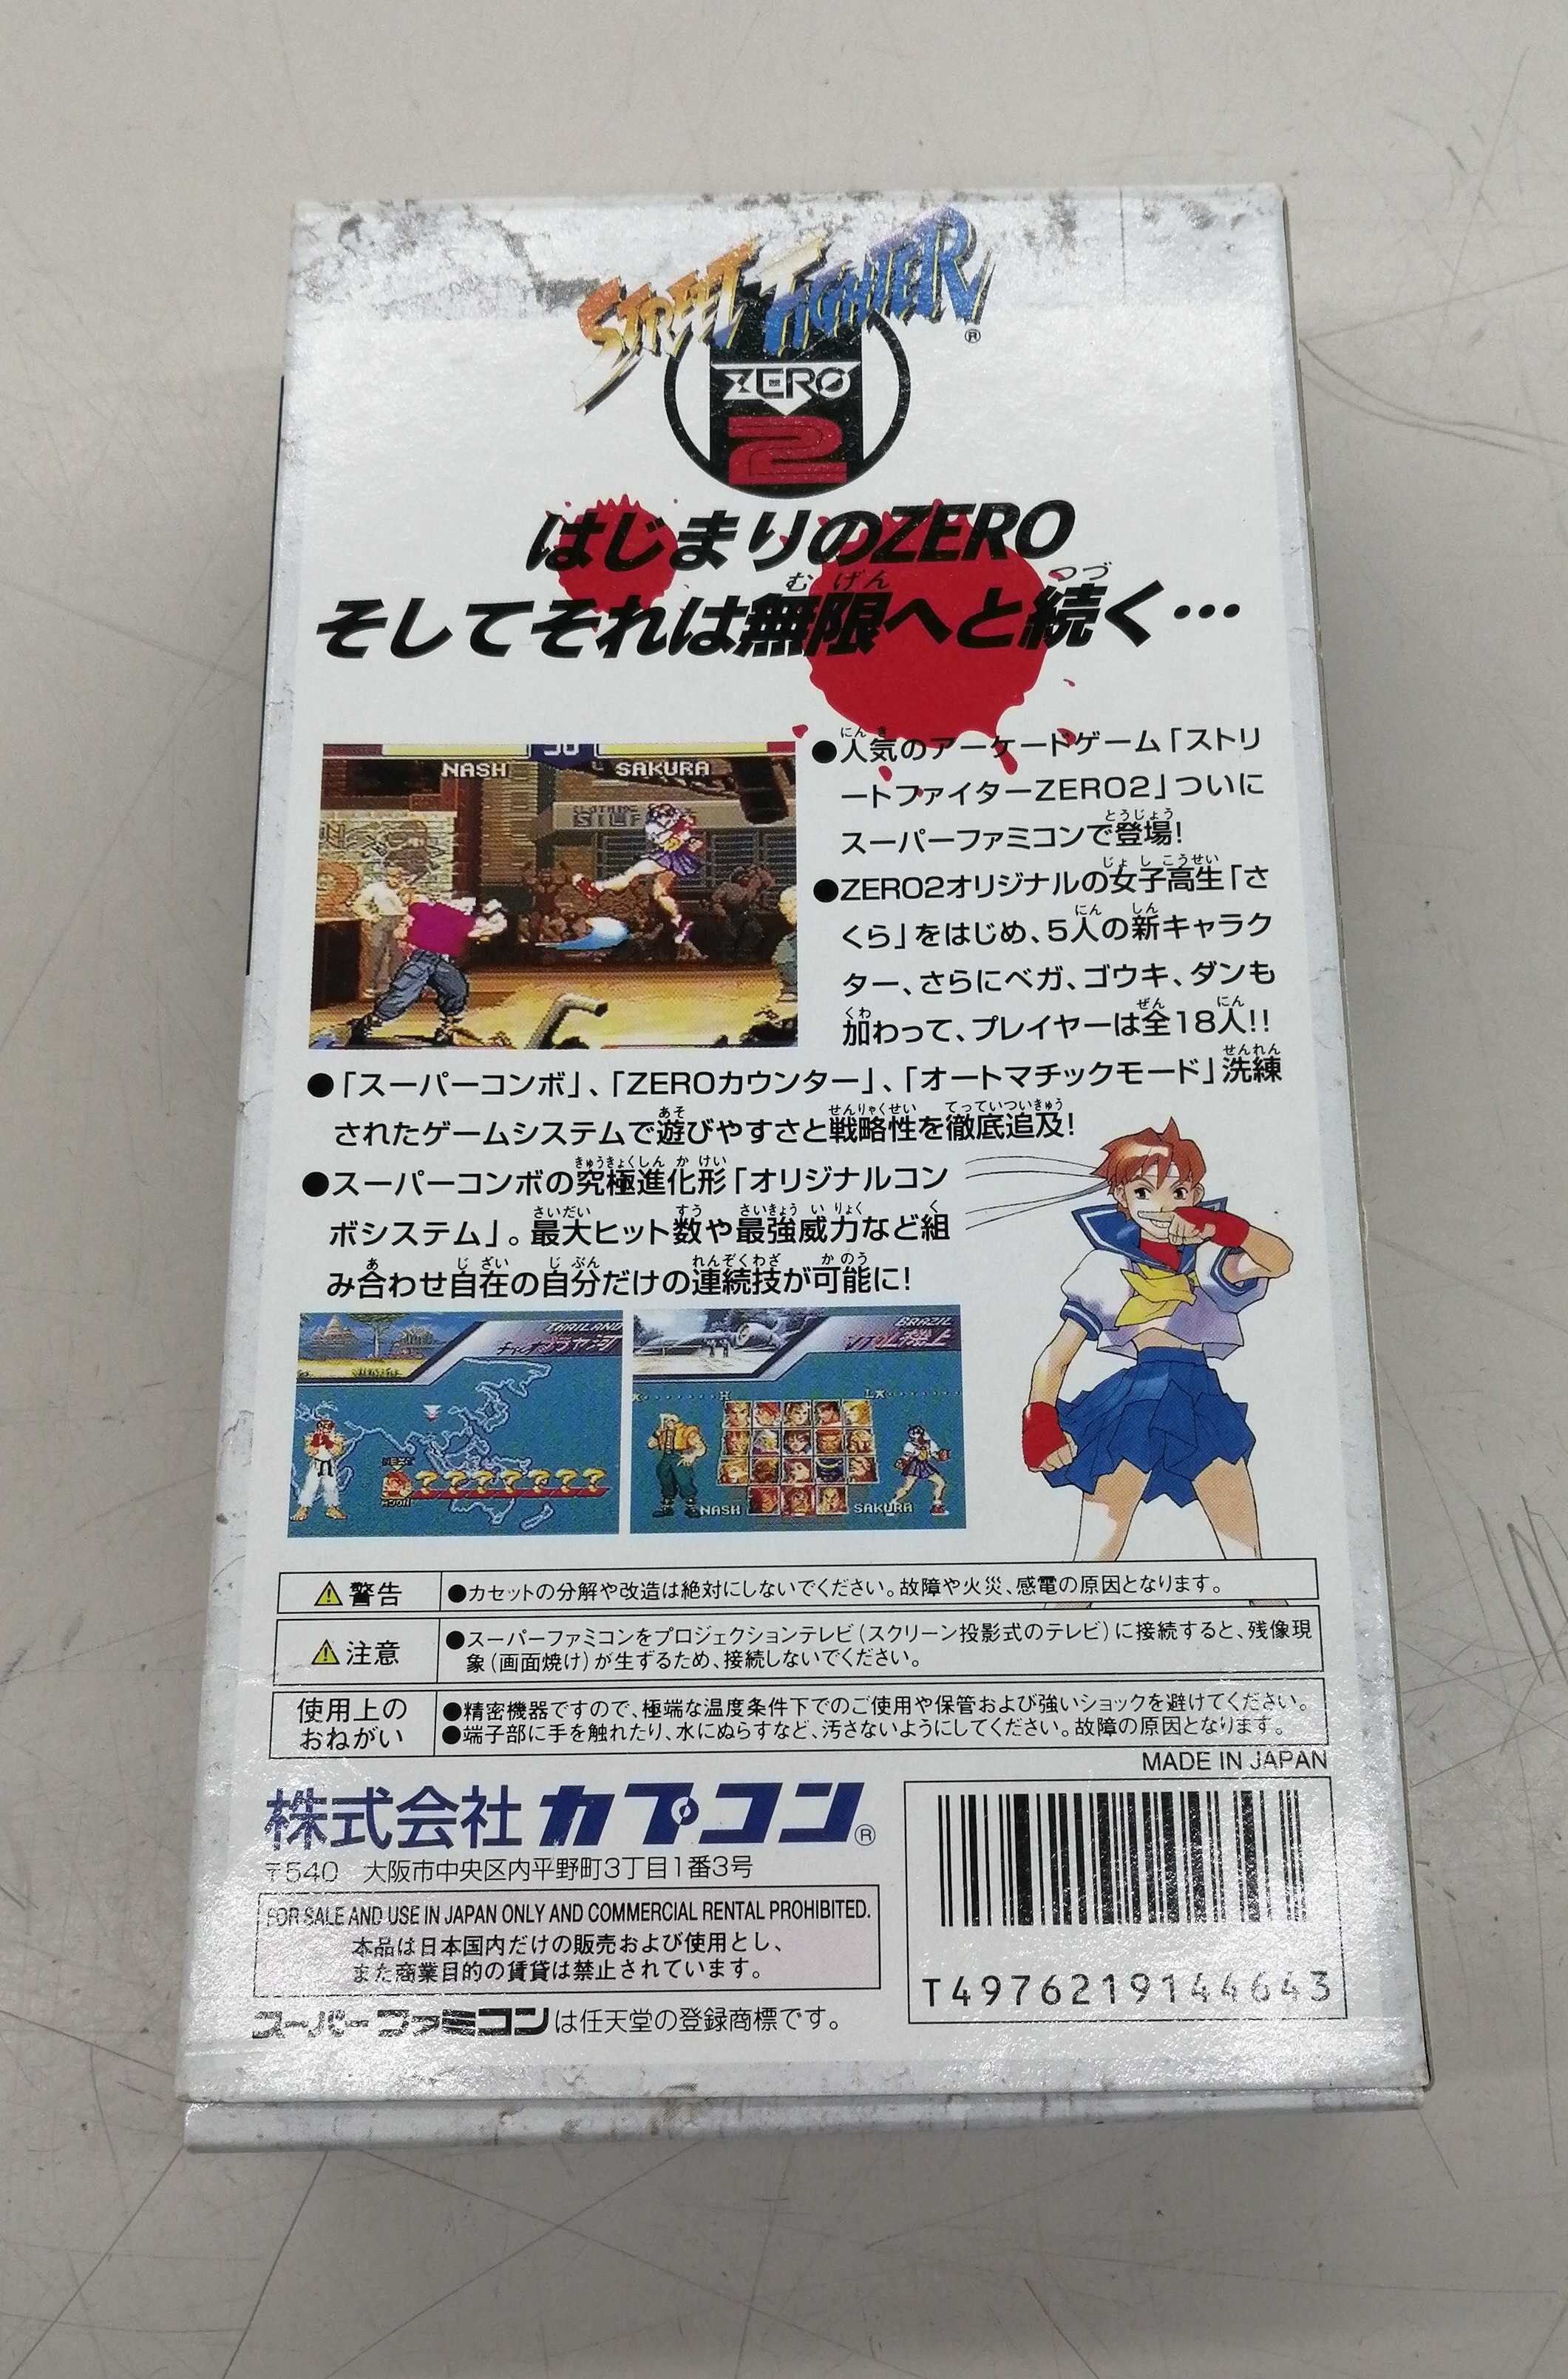 STREET FIGHTER
®
ZERO
2
はじまりのZERO
そしてそれは無限へと続く…
むげん
つづ
NASH
SAKURA
●人気のアーケードゲーム「ストリ
ートファイターZERO2」ついに
スーパーファミコンで登場!
●ZERO2オリジナルの女子高生「さ
くら」をはじめ、5人の新キャラク
ター、さらにベガ、ゴウキ、ダンも
加わって、プレイヤーは全18人!!
●「スーパーコンボ」、「ZEROカウンター」、「オートマチックモード」洗練
されたゲームシステムで遊びやすさと戦略性を徹底追及!
●スーパーコンボの究極進化形「オリジナルコン
ボシステム」。最大ヒット数や最強威力など組
み合わせ自在の自分だけの連続技が可能に!
THAILAND
BRAZIL
NASH
SAKURA
警告
●カセットの分解や改造は絶対にしないでください。故障や火災、感電の原因となります。
注意
●スーパーファミコンをプロジェクションテレビ(スクリーン投影式のテレビ)に接続すると、残像現
象(画面焼け)が生ずるため、接続しないでください。
使用上の
おねがい
●精密機器ですので、極端な温度条件下でのご使用や保管および強いショックを避けてください。
●端子部に手を触れたり、水にぬらすなど、汚さないようにしてください。故障の原因となります。
MADE IN JAPAN
株式会社カプコン®
〒540 大阪市中央区内平野町3丁目1番3号
FOR SALE AND USE IN JAPAN ONLY AND COMMERCIAL RENTAL PROHIBITED.
本品は日本国内だけの販売および使用とし、
また商業目的の賃貸は禁止されています。
スーパーファミコンは任天堂の登録商標です。
T4976219144643